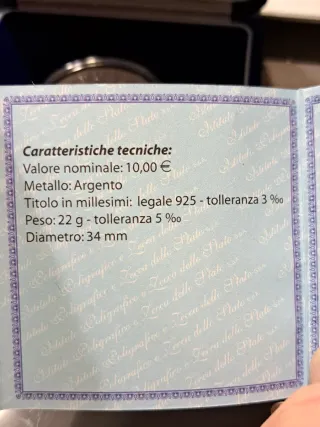 Caratteristiche tecniche:
Valore nominale: 10,00 €
Metallo: Argento
Titolo in millesimi: legale 925 - tolleranza 3 ‰
Peso: 22 g - tolleranza 5 ‰
Diametro: 34 mm